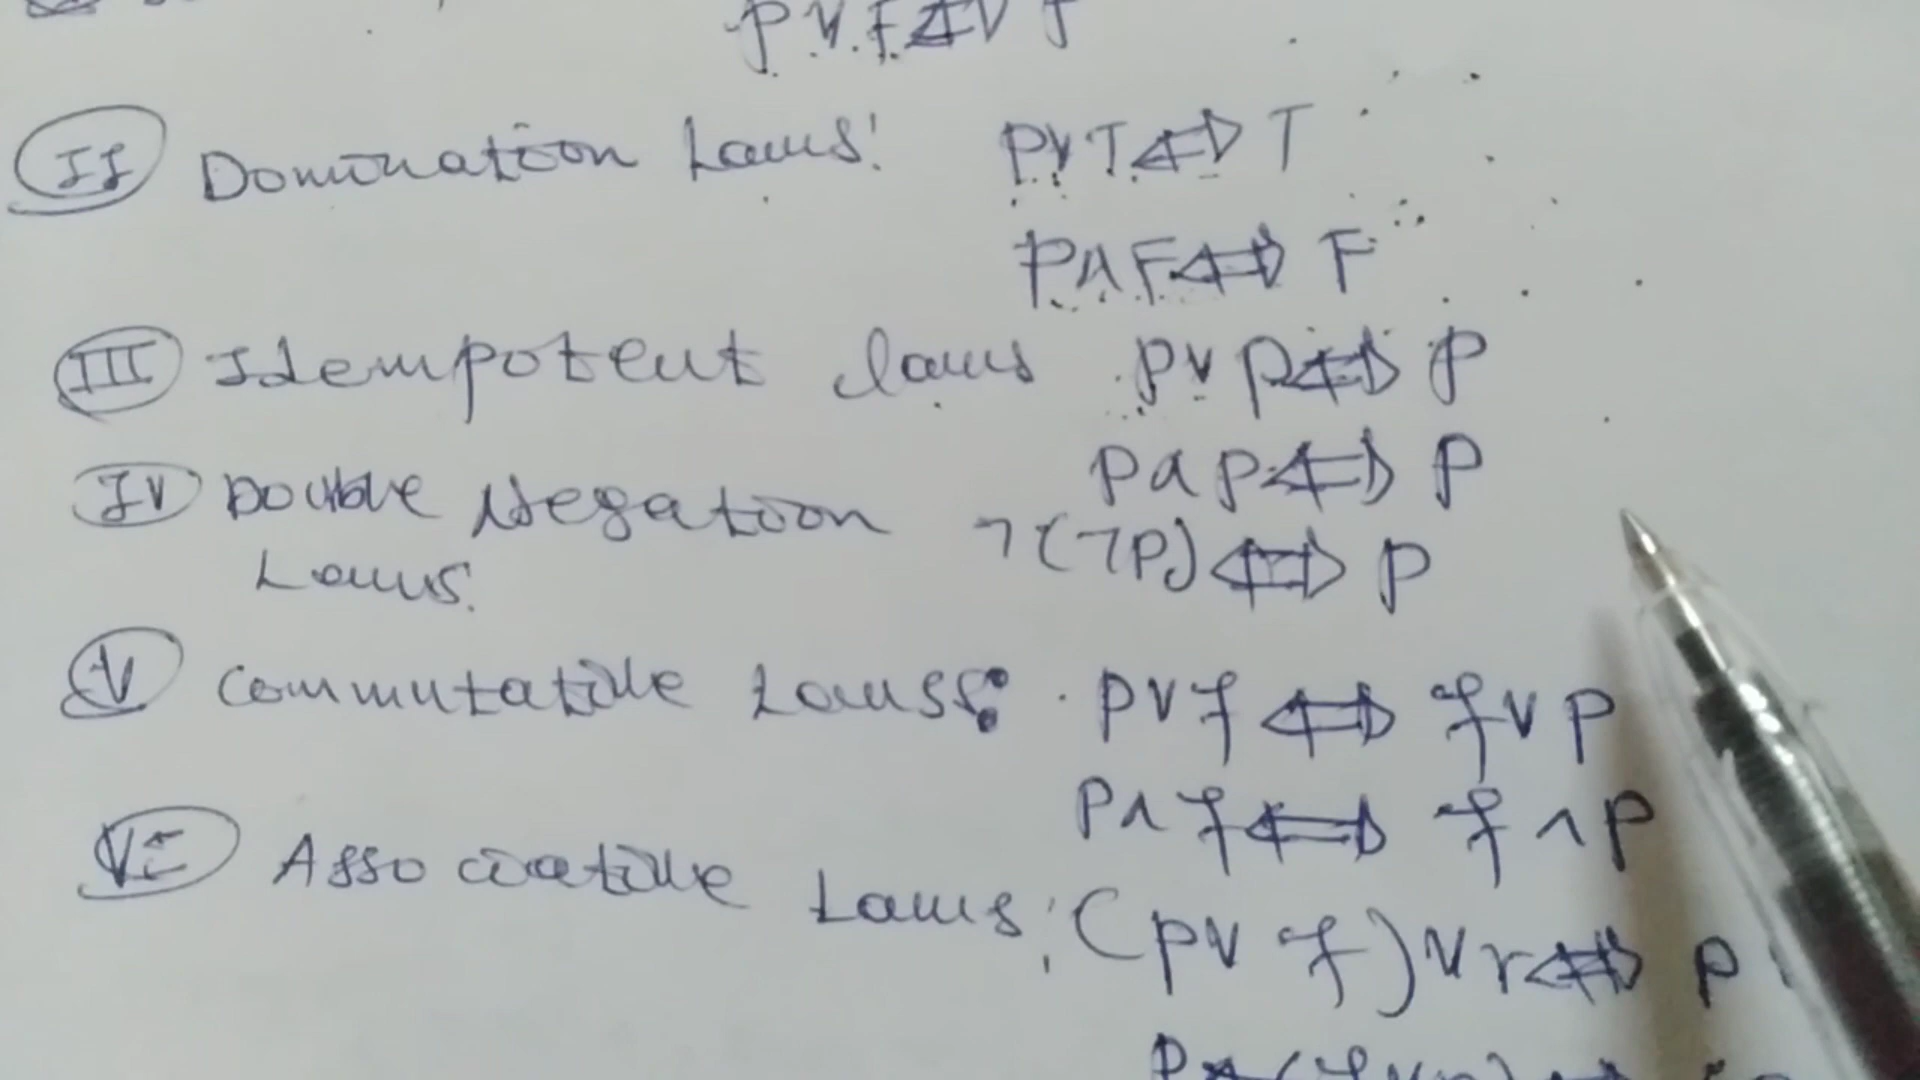 p∨F⇔p
II Domination Laws: p∨T⇔T
p∧F⇔F
III Idempotent laws p∨p⇔p
p∧p⇔p
IV Double Negation ¬(¬p)⇔p
Laws.
V Commutative Laws: p∨q⇔q∨p
p∧q⇔q∧p
VI Associative Laws: (p∨q)∨r⇔p